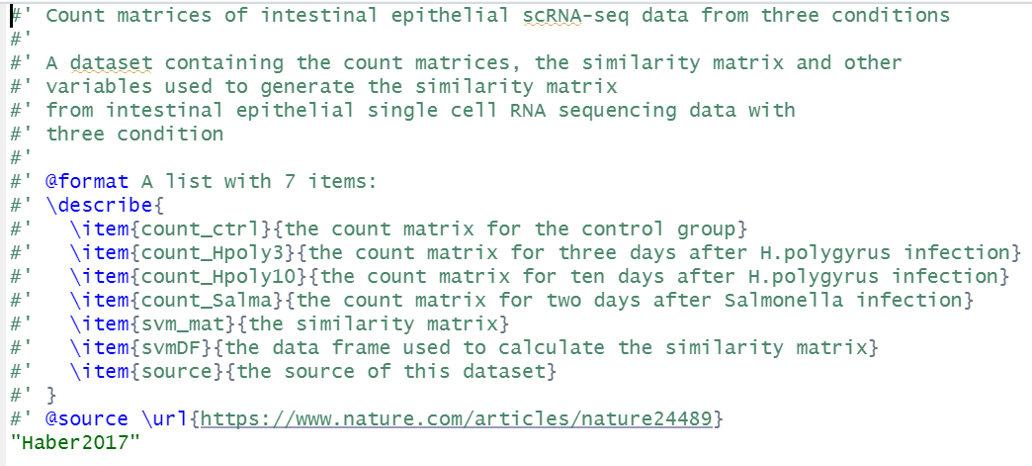 #' Count matrices of intestinal epithelial scRNA-seq data from three conditions
#'
#' A dataset containing the count matrices, the similarity matrix and other
#' variables used to generate the similarity matrix
#' from intestinal epithelial single cell RNA sequencing data with
#' three condition
#'
#' @format A list with 7 items:
#' \describe{
#'   \item{count_ctrl}{the count matrix for the control group}
#'   \item{count_Hpoly3}{the count matrix for three days after H.polygyrus infection}
#'   \item{count_Hpoly10}{the count matrix for ten days after H.polygyrus infection}
#'   \item{count_Salma}{the count matrix for two days after Salmonella infection}
#'   \item{svm_mat}{the similarity matrix}
#'   \item{svmDF}{the data frame used to calculate the similarity matrix}
#'   \item{source}{the source of this dataset}
#' }
#' @source \url{https://www.nature.com/articles/nature24489}
"Haber2017"